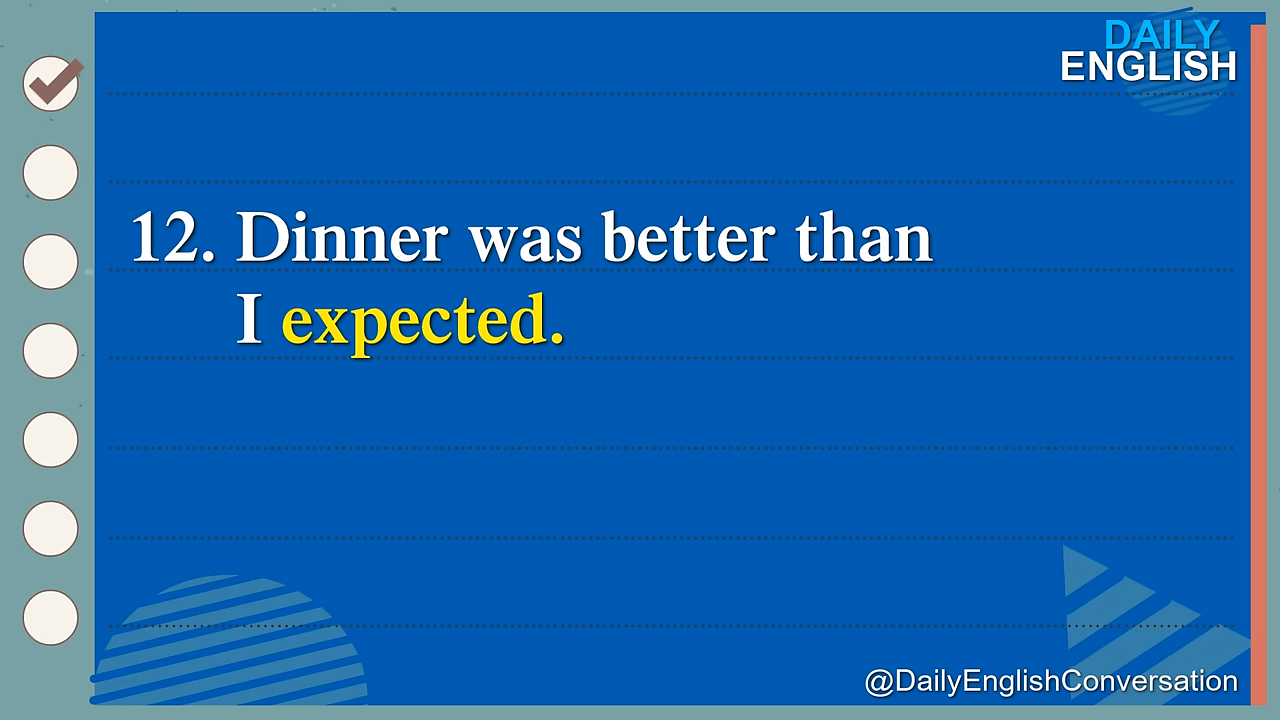 DAILY
ENGLISH
12. Dinner was better than
I expected.
@DailyEnglishConversation